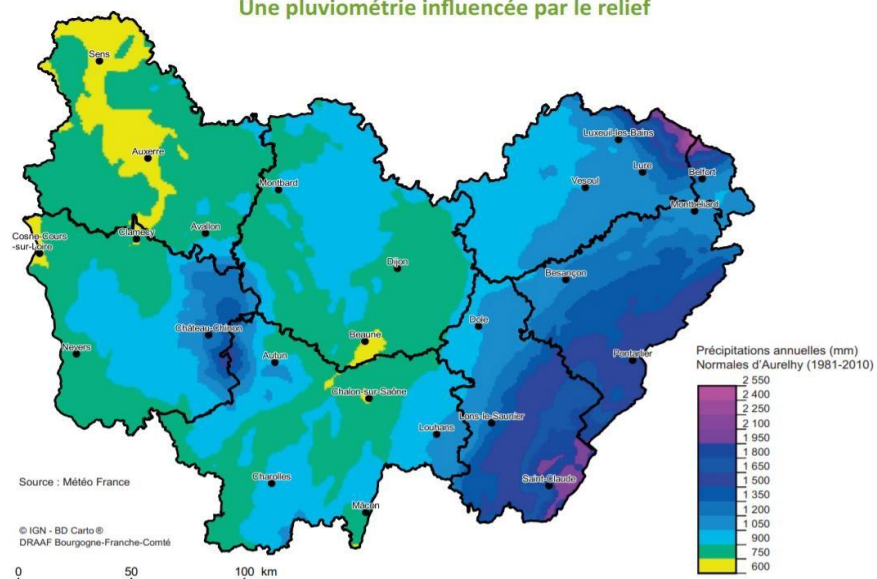 Une pluviométrie influencée par le relief
Sens
Auxerre
Luxeuil-les-Bains
Lure
Belfort
Vesoul
Montbard
Montbéliard
Avallon
Clamecy
Cosne-Cours
-sur-Loire
Dijon
Besançon
Château-Chinon
Dole
Beaune
Nevers
Autun
Pontarlier
Chalon-sur-Saône
Lons-le-Saunier
Louhans
Charolles
Saint-Claude
Mâcon
Précipitations annuelles (mm)
Normales d'Aurelhy (1981-2010)
2 550
2 400
2 250
2 100
1 950
1 800
1 650
1 500
1 350
1 200
1 050
900
750
600
Source : Météo France
© IGN - BD Carto ®
DRAAF Bourgogne-Franche-Comté
0 50 100 km